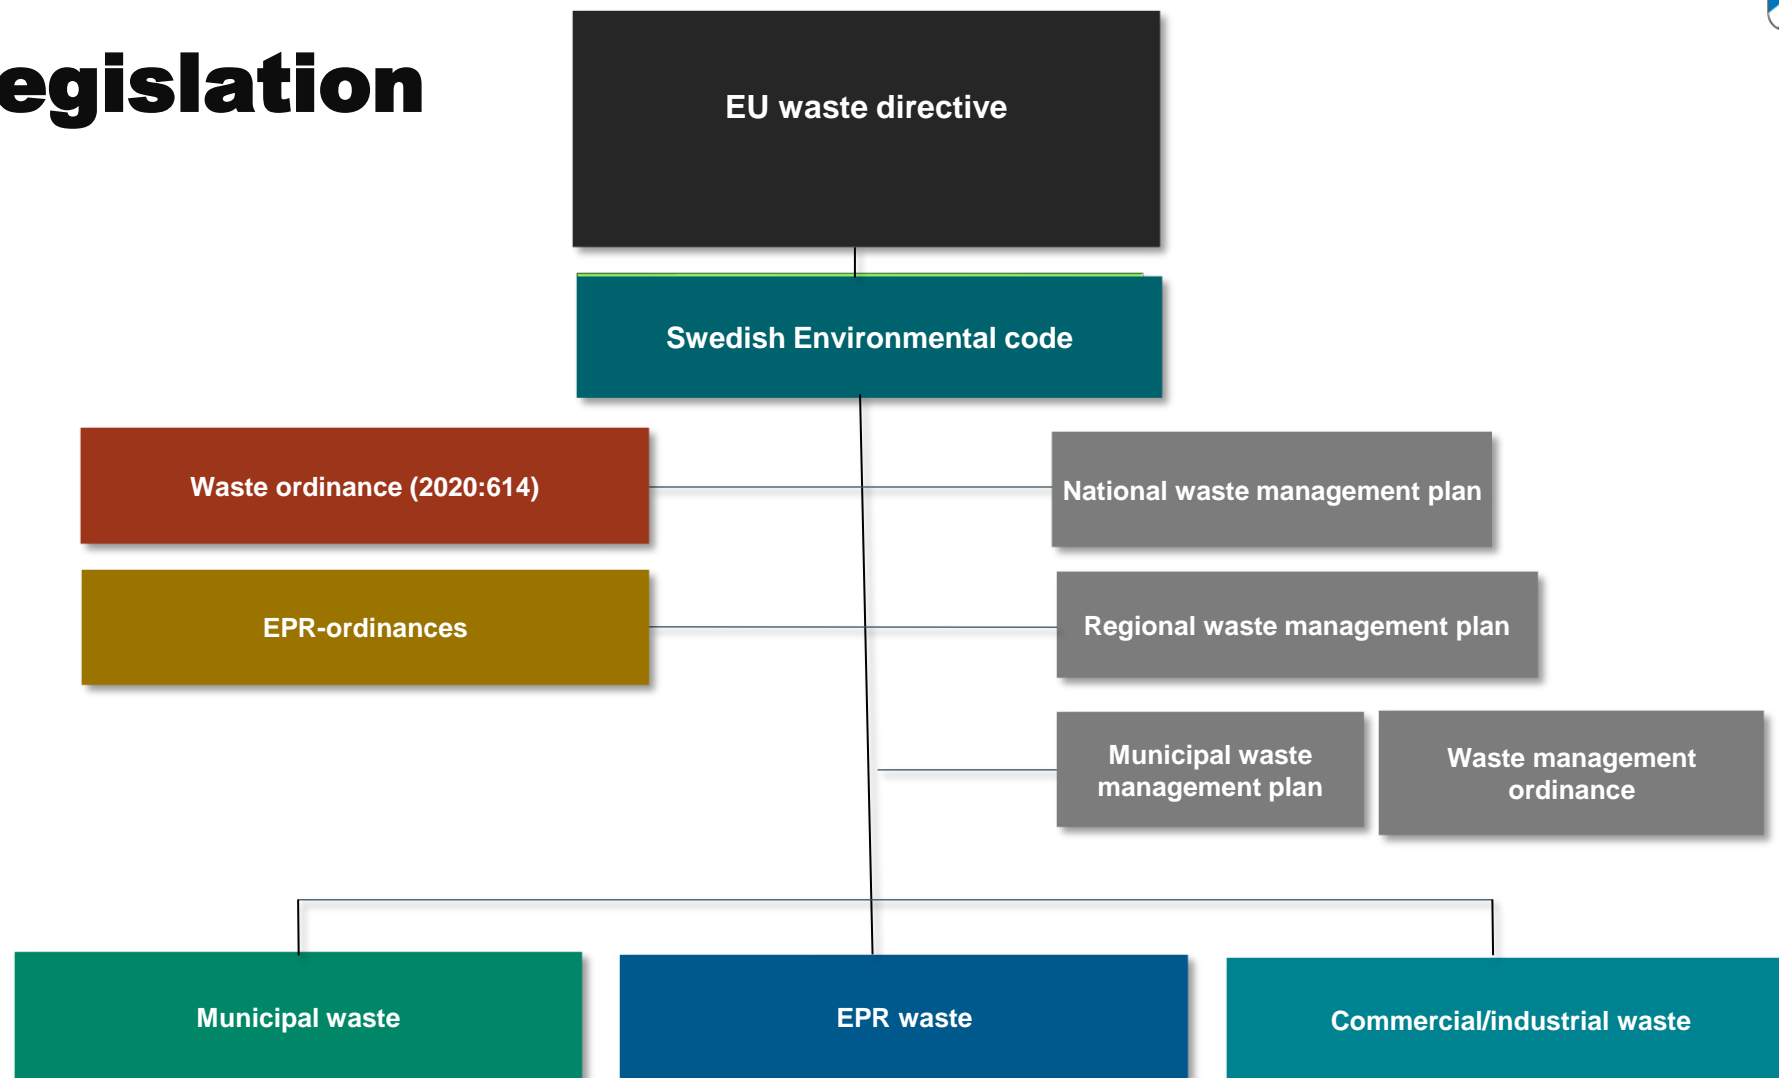 egislation
EU waste directive
Swedish Environmental code
Waste ordinance (2020:614)
National waste management plan
EPR-ordinances
Regional waste management plan
Municipal waste
management plan
Waste management
ordinance
Municipal waste
EPR waste
Commercial/industrial waste